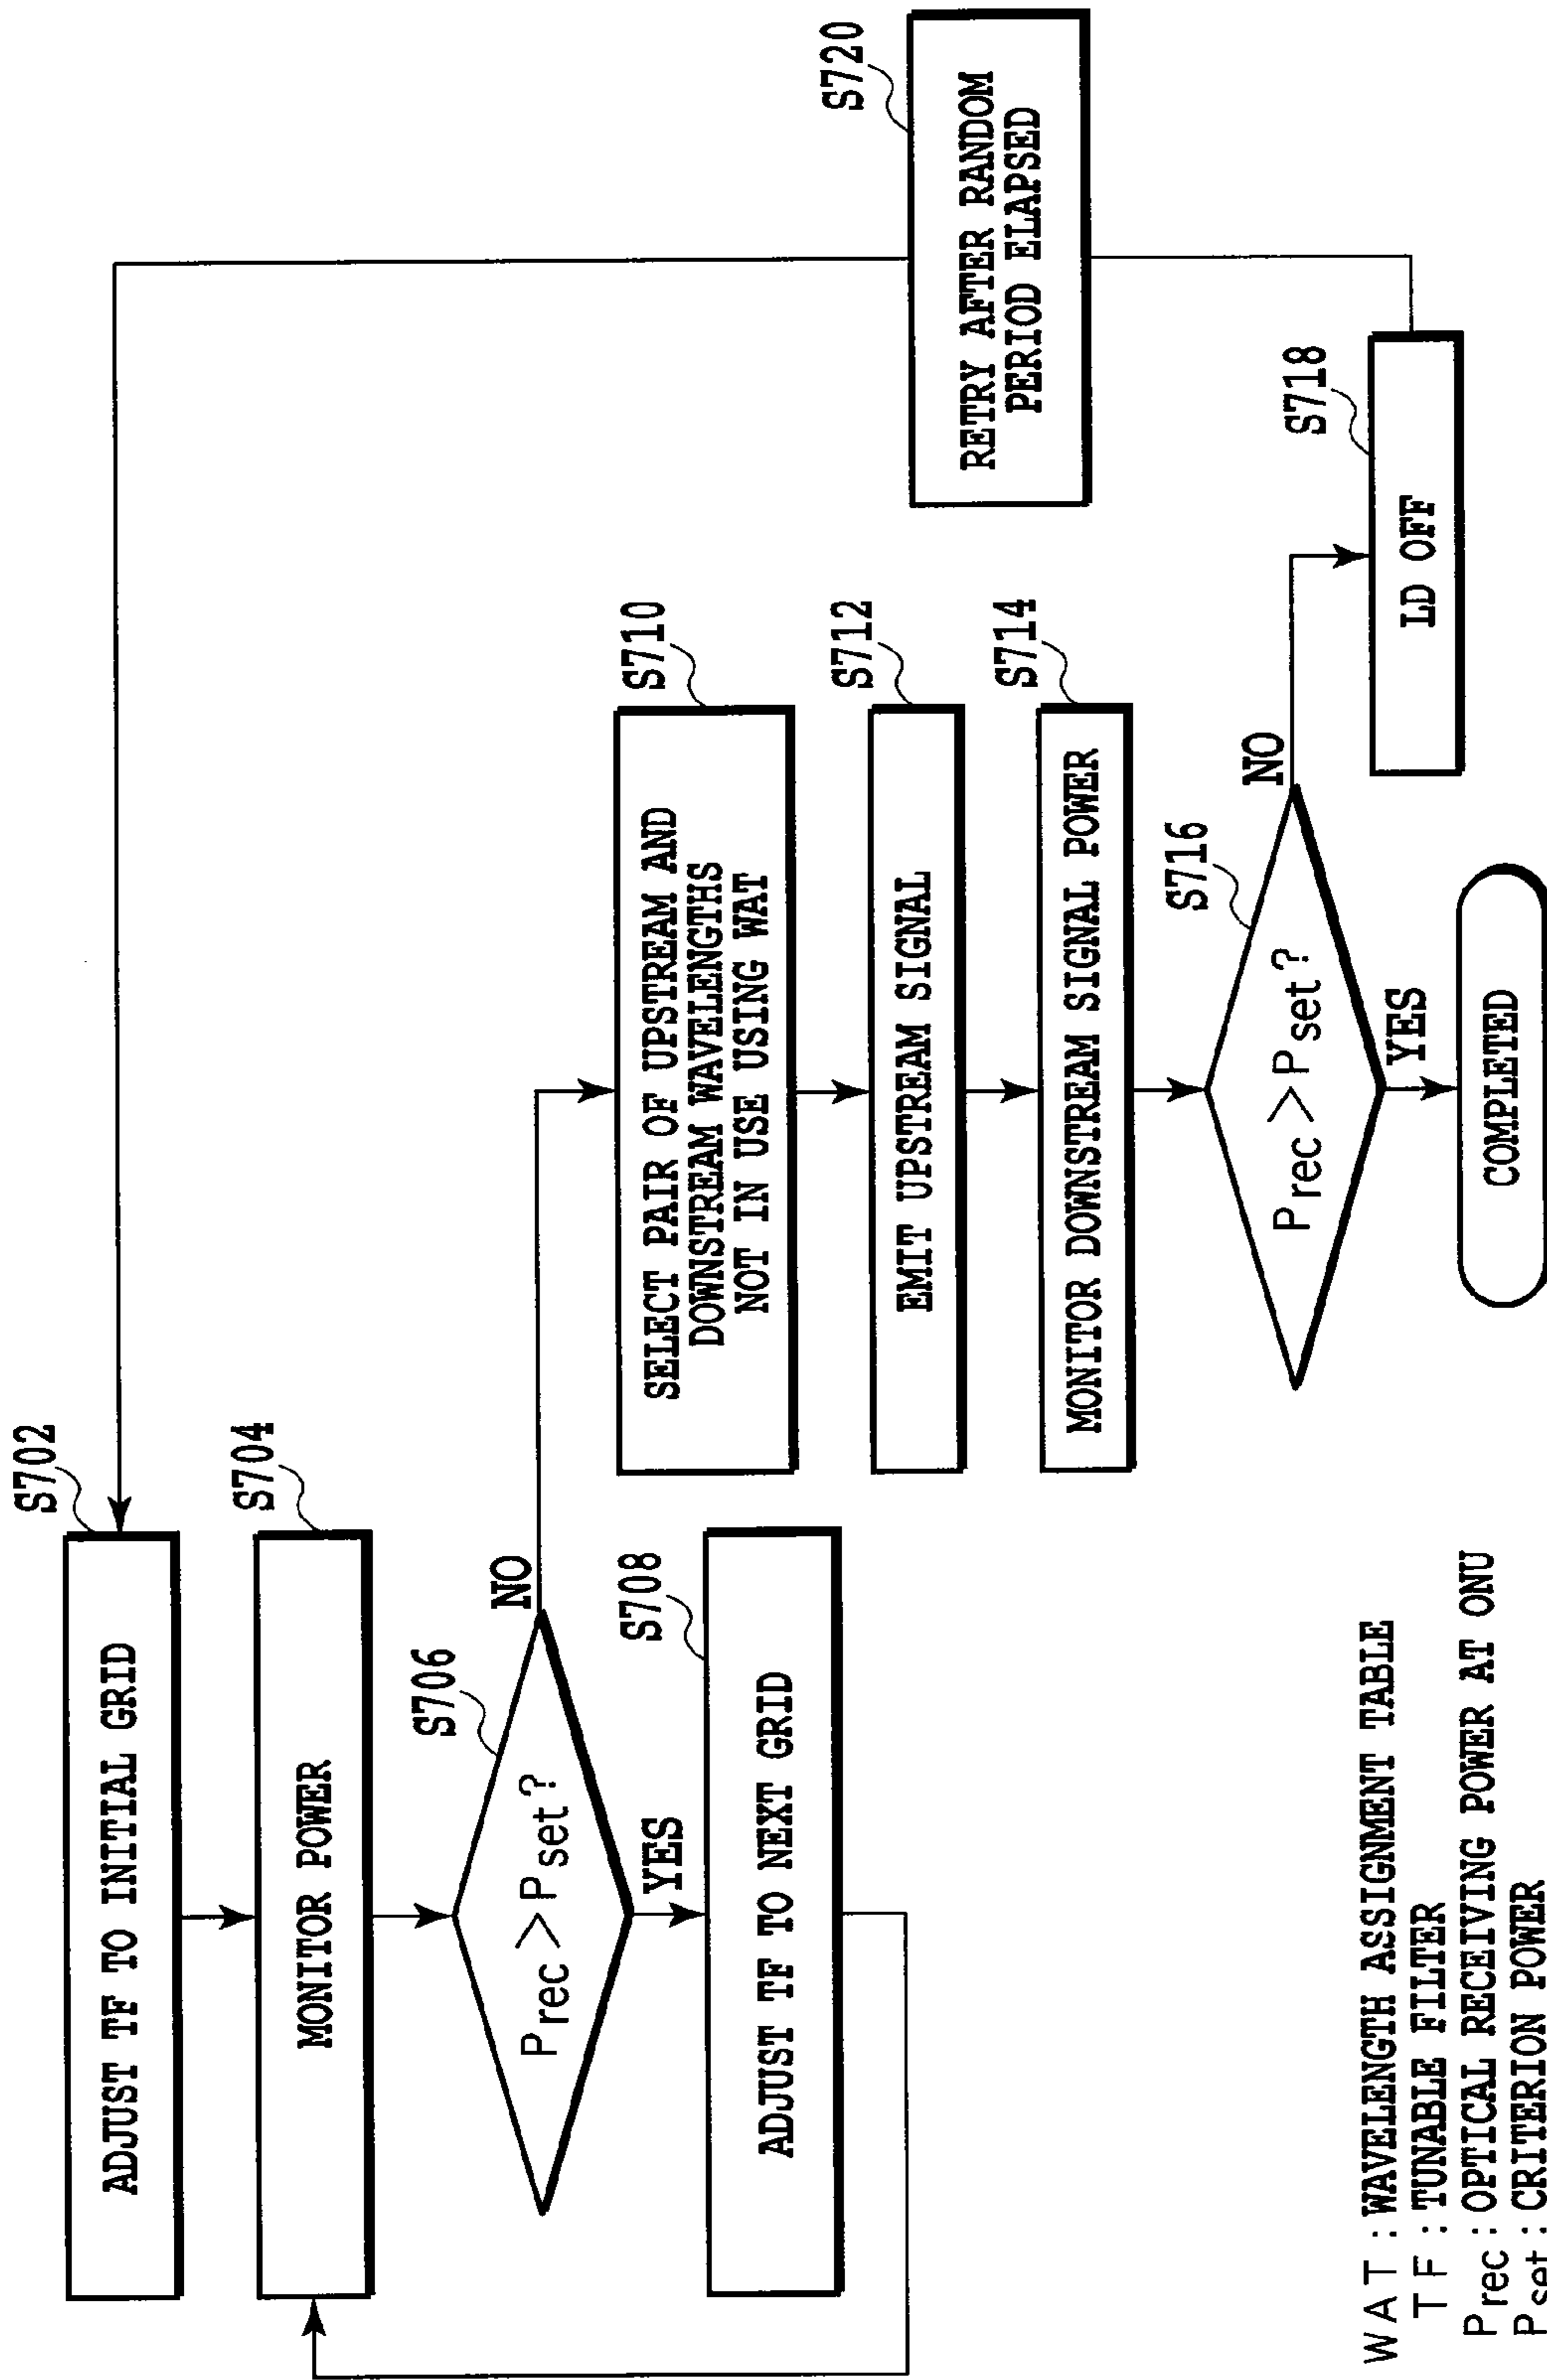 S702
ADJUST TF TO INITIAL GRID
S704
MONITOR POWER
S706
Prec > Pset?
NO
YES
S708
ADJUST TF TO NEXT GRID
S710
SELECT PAIR OF UPSTREAM AND
DOWNSTREAM WAVELENGTHS
NOT IN USE USING WAT
S712
EMIT UPSTREAM SIGNAL
S714
MONITOR DOWNSTREAM SIGNAL POWER
S716
Prec > Pset?
NO
YES
COMPLETED
S718
LD OFF
S720
RETRY AFTER RANDOM
PERIOD ELAPSED
WAT : WAVELENGTH ASSIGNMENT TABLE
TF : TUNABLE FILTER
Prec : OPTICAL RECEIVING POWER AT ONU
Pset : CRITERION POWER